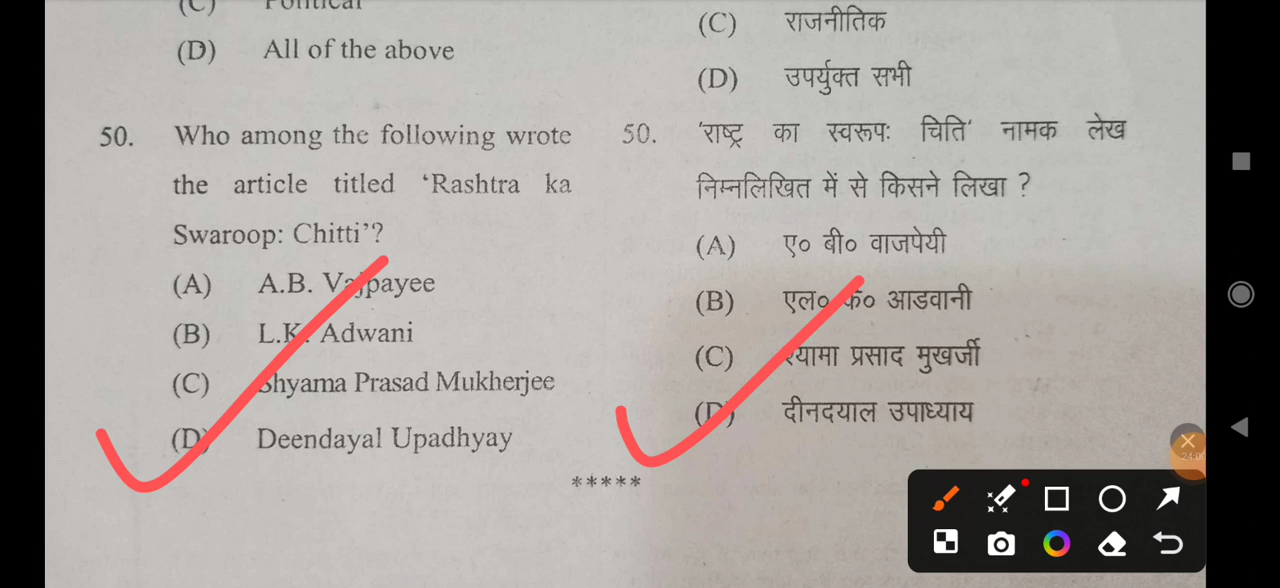 (C) Political
(D) All of the above
50. Who among the following wrote
the article titled ‘Rashtra ka
Swaroop: Chitti’?
(A) A.B. Vajpayee
(B) L.K. Adwani
(C) Shyama Prasad Mukherjee
(D) Deendayal Upadhyay
(C) राजनीतिक
(D) उपर्युक्त सभी
50. ‘राष्ट्र का स्वरूपः चिति’ नामक लेख
निम्नलिखित में से किसने लिखा ?
(A) ए० बी० वाजपेयी
(B) एल० के० आडवानी
(C) श्यामा प्रसाद मुखर्जी
(D) दीनदयाल उपाध्याय
*****